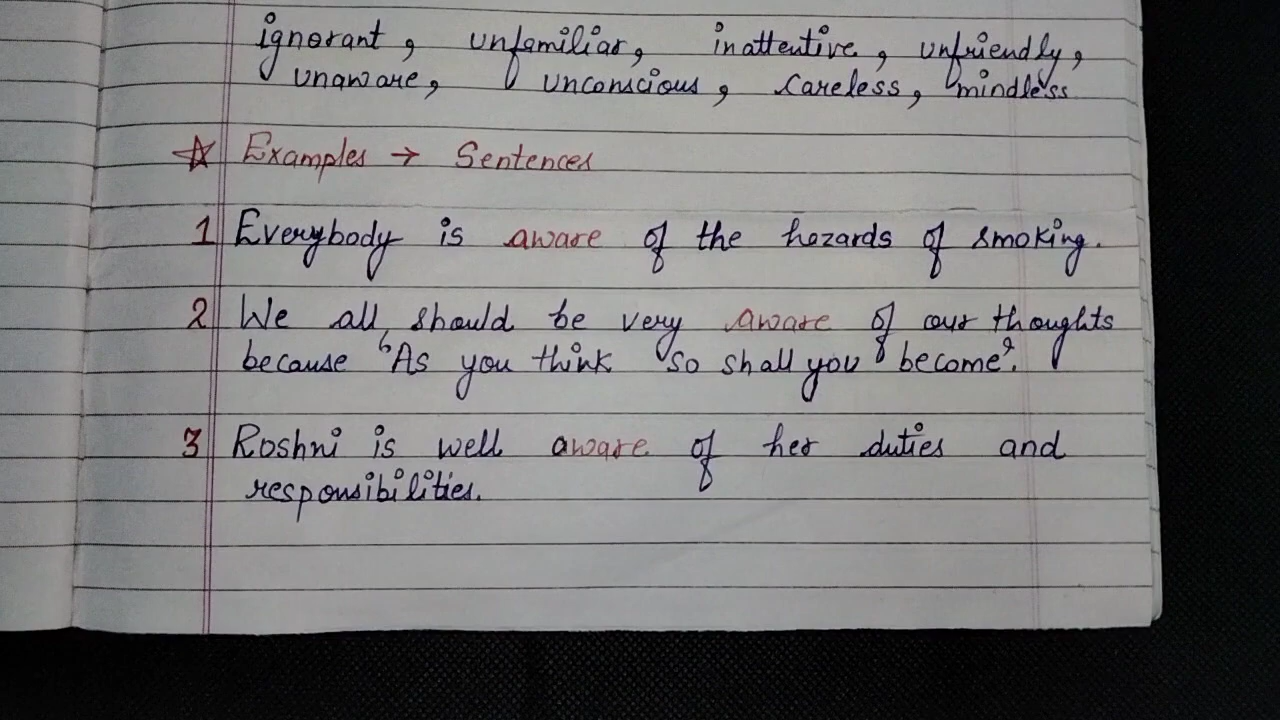 ignorant, unfamiliar, inattentive, unfriendly,
unaware, unconscious, careless, mindless
☆ Examples → Sentences
1 Everybody is aware of the hazards of smoking.
2 We all should be very aware of our thoughts
because 'As you think so shall you become'.
3 Roshni is well aware of her duties and
responsibilities.